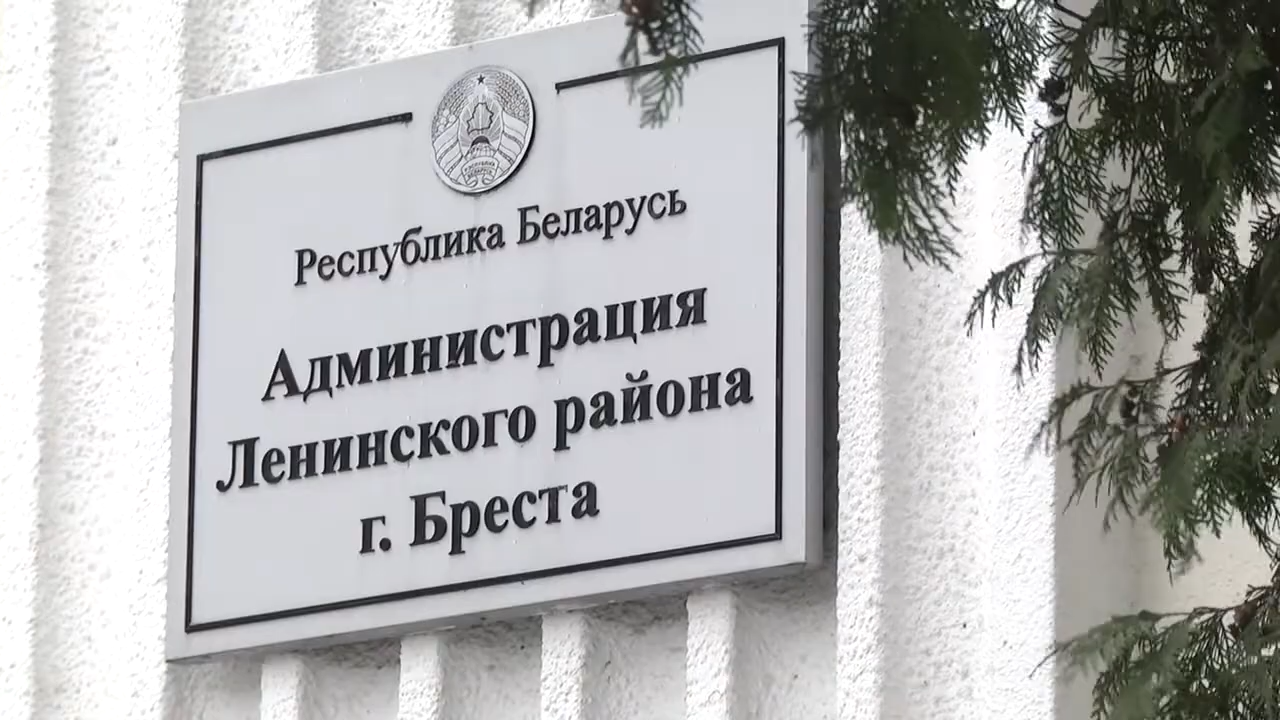 Республика Беларусь
Администрация
Ленинского района
г. Бреста